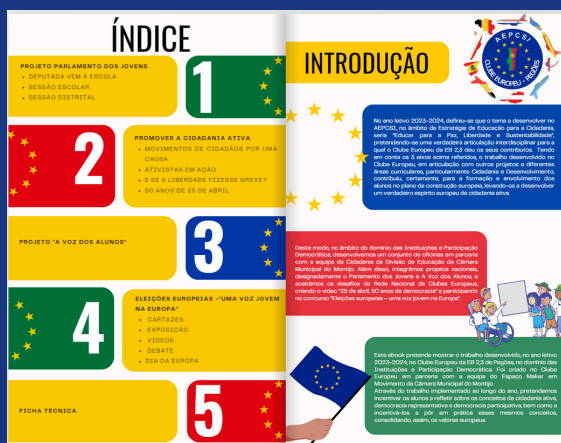 ÍNDICE
PROJETO PARLAMENTO DOS JOVENS
• DEPUTADA VEM À ESCOLA
• SESSÃO ESCOLAR
• SESSÃO DISTRITAL
1
2
PROMOVER A CIDADANIA ATIVA
• MOVIMENTOS DE CIDADÃOS POR UMA
CAUSA
• ATIVISTAS EM AÇÃO
• E SE A LIBERDADE FIZESSE GREVE?
• 50 ANOS DE 25 DE ABRIL
PROJETO "A VOZ DOS ALUNOS"
3
4
ELEIÇÕES EUROPEIAS -"UMA VOZ JOVEM
NA EUROPA"
• CARTAZES
• EXPOSIÇÃO
• VÍDEOS
• DEBATE
• DIA DA EUROPA
FICHA TÉCNICA
5
INTRODUÇÃO
AEPCSI
CLUBE EUROPEU - PEGÕES
No ano letivo 2023-2024, definiu-se que o tema a desenvolver no
AEPCSI, no âmbito da Estratégia de Educação para a Cidadania,
seria "Educar para a Paz, Liberdade e Sustentabilidade",
pretendendo-se uma verdadeira articulação interdisciplinar para a
qual o Clube Europeu da EB 2,3 deu os seus contributos. Tendo
em conta os 3 eixos acima referidos, o trabalho desenvolvido no
Clube Europeu, em articulação com outros projetos e diferentes
áreas curriculares, particularmente Cidadania e Desenvolvimento,
contribuiu, certamente, para a formação e envolvimento dos
alunos no plano da construção europeia, levando-os a desenvolver
um verdadeiro espírito europeu de cidadania ativa.
Deste modo, no âmbito do domínio das Instituições e Participação
Democrática, desenvolvemos um conjunto de oficinas em parceria
com a equipa de Cidadania da Divisão de Educação da Câmara
Municipal do Montijo. Além disso, integrámos projetos nacionais,
designadamente o Parlamento dos Jovens e A Voz dos Alunos, e
aceitámos os desafios da Rede Nacional de Clubes Europeus,
criando o vídeo "25 de abril, 50 anos de democracia" e participando
no concurso "Eleições europeias – uma voz jovem na Europa".
Este ebook pretende mostrar o trabalho desenvolvido, no ano letivo
2023-2024, no Clube Europeu da EB 2,3 de Pegões, no domínio das
Instituições e Participação Democrática. Foi criado no Clube
Europeu em parceria com a equipa do Espaço Maker em
Movimento da Câmara Municipal do Montijo.
Através do trabalho implementado ao longo do ano, pretendemos
incentivar os alunos a refletir sobre os conceitos de cidadania ativa,
democracia representativa e democracia participativa, bem como a
incentivá-los a pôr em prática esses mesmos conceitos,
consolidando, assim, os valores europeus.